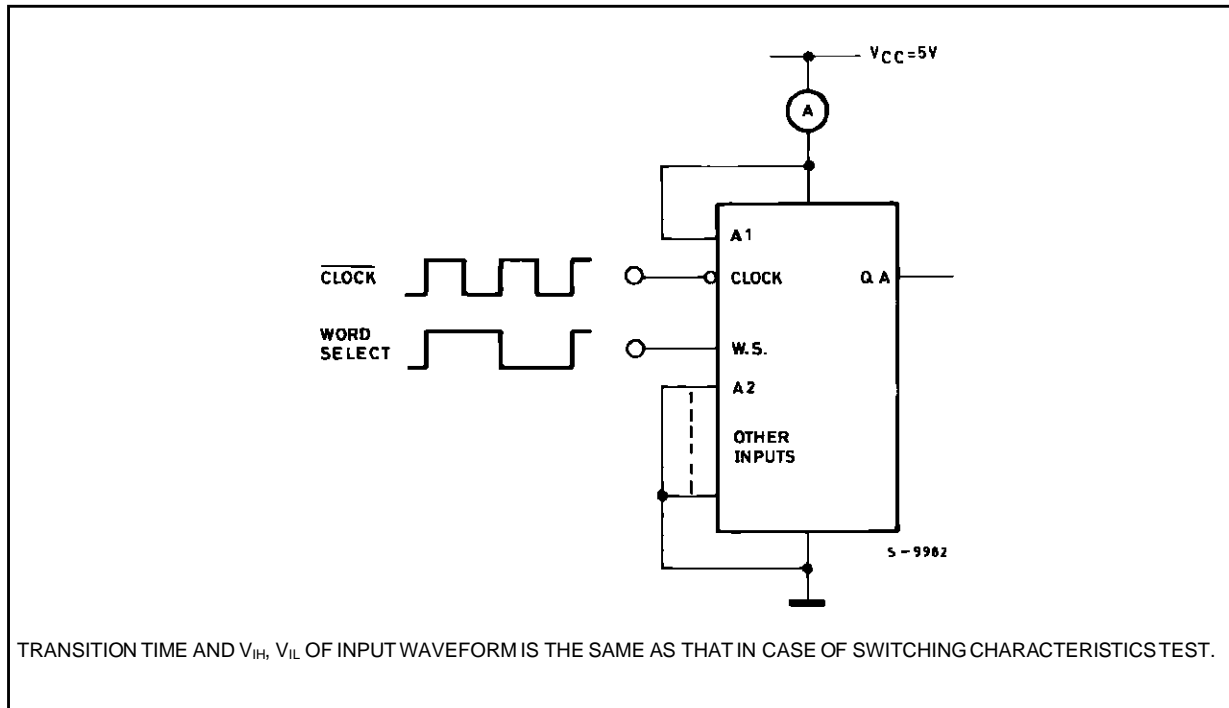 VCC=5V
A
A1
CLOCK
CLOCK
Q A
WORD
SELECT
W.S.
A2
OTHER
INPUTS
S-9982
TRANSITION TIME AND VIH, VIL OF INPUT WAVEFORM IS THE SAME AS THAT IN CASE OF SWITCHING CHARACTERISTICS TEST.